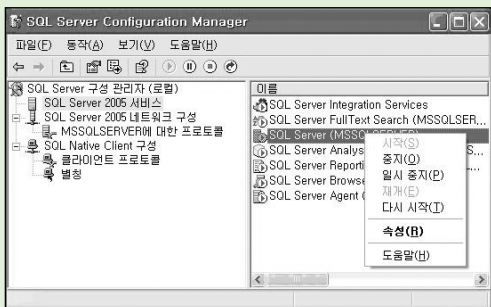 SQL Server Configuration Manager
파일(F) 동작(A) 보기(V) 도움말(H)
SQL Server 구성 관리자 (로컬)
SQL Server 2005 서비스
SQL Server 2005 네트워크 구성
MSSQLSERVER에 대한 프로토콜
SQL Native Client 구성
클라이언트 프로토콜
별칭
이름
SQL Server Integration Services
SQL Server FullText Search (MSSQLSER...
SQL Server (MSSQLSERVER)
SQL Server Analys
S...
SQL Server Reporti
...
SQL Server Browse
SQL Server Agent (
시작(S)
중지(O)
일시 중지(P)
재개(E)
다시 시작(T)
속성(R)
도움말(H)